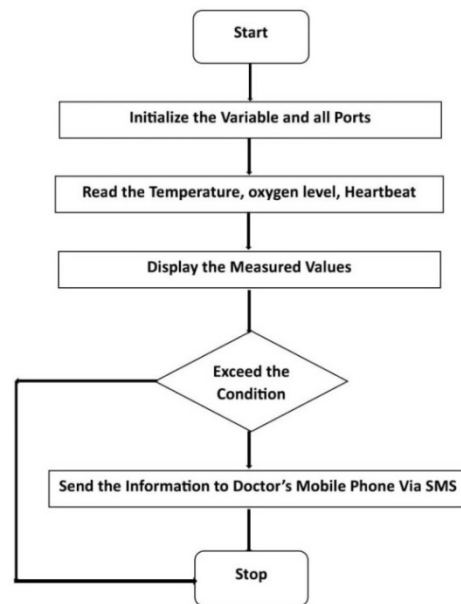 Start
Initialize the Variable and all Ports
Read the Temperature, oxygen level, Heartbeat
Display the Measured Values
Exceed the
Condition
Send the Information to Doctor's Mobile Phone Via SMS
Stop